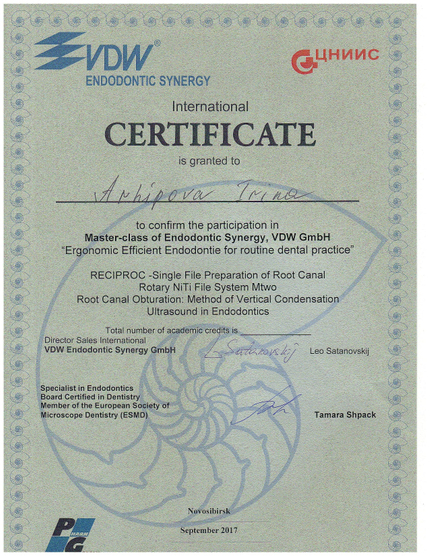 VDW®
ENDODONTIC SYNERGY
ЦНИИС
International
CERTIFICATE
is granted to
Arhipova Irina
to confirm the participation in
Master-class of Endodontic Synergy, VDW GmbH
"Ergonomic Efficient Endodontie for routine dental practice"
RECIPROC -Single File Preparation of Root Canal
Rotary NiTi File System Mtwo
Root Canal Obturation: Method of Vertical Condensation
Ultrasound in Endodontics
Total number of academic credits is
Director Sales International
VDW Endodontic Synergy GmbH
L Satanovskij
Leo Satanovskij
Specialist in Endodontics
Board Certified in Dentistry
Member of the European Society of
Microscope Dentistry (ESMD)
Tamara Shpack
Novosibirsk
September 2017
P
G